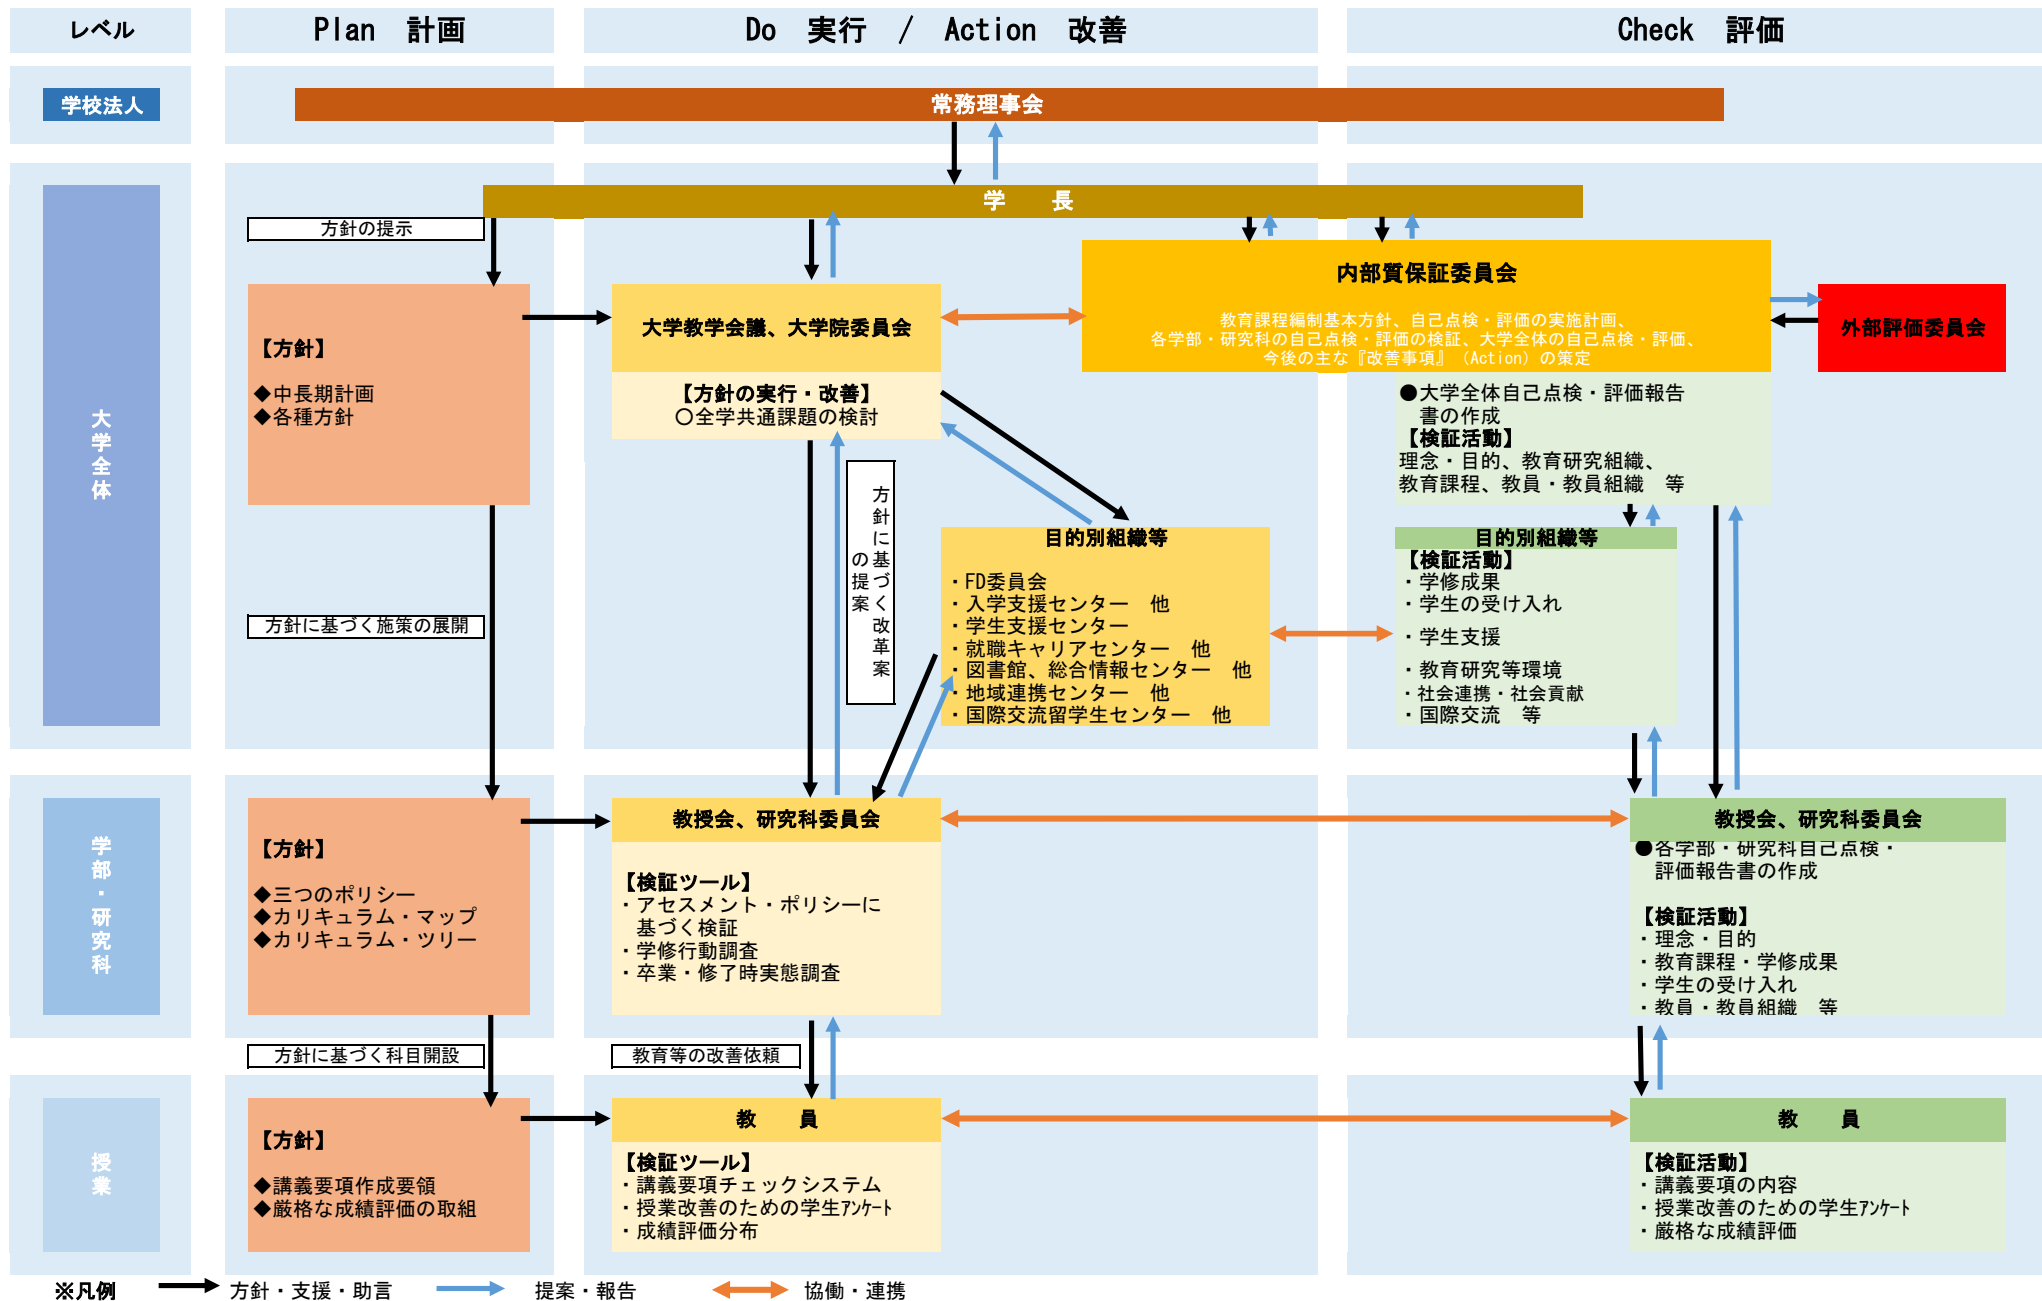 レベル
Plan　計画
Do　実行　/　Action　改善
Check　評価
学校法人
常務理事会
大学全体
学　長
方針の提示
【方針】
◆中長期計画
◆各種方針
大学教学会議、大学院委員会
【方針の実行・改善】
〇全学共通課題の検討
内部質保証委員会
教育課程編制基本方針、自己点検・評価の実施計画、
各学部・研究科の自己点検・評価の検証、大学全体の自己点検・評価、
今後の主な『改善事項』（Action）の策定
外部評価委員会
●大学全体自己点検・評価報告
書の作成
【検証活動】
理念・目的、教育研究組織、
教育課程、教員・教員組織　等
方針に基づく改革案
の提案
目的別組織等
・FD委員会
・入学支援センター　他
・学生支援センター
・就職キャリアセンター　他
・図書館、総合情報センター　他
・地域連携センター　他
・国際交流留学生センター　他
目的別組織等
【検証活動】
・学修成果
・学生の受け入れ
・学生支援
・教育研究等環境
・社会連携・社会貢献
・国際交流　等
方針に基づく施策の展開
学部・研究科
【方針】
◆三つのポリシー
◆カリキュラム・マップ
◆カリキュラム・ツリー
教授会、研究科委員会
【検証ツール】
・アセスメント・ポリシーに
基づく検証
・学修行動調査
・卒業・修了時実態調査
教授会、研究科委員会
●各学部・研究科自己点検・
評価報告書の作成
【検証活動】
・理念・目的
・教育課程・学修成果
・学生の受け入れ
・教員・教員組織　等
方針に基づく科目開設
教育等の改善依頼
授業
【方針】
◆講義要項作成要領
◆厳格な成績評価の取組
教　員
【検証ツール】
・講義要項チェックシステム
・授業改善のための学生ｱﾝｹｰﾄ
・成績評価分布
教　員
【検証活動】
・講義要項の内容
・授業改善のための学生ｱﾝｹｰﾄ
・厳格な成績評価
※凡例
方針・支援・助言
提案・報告
協働・連携